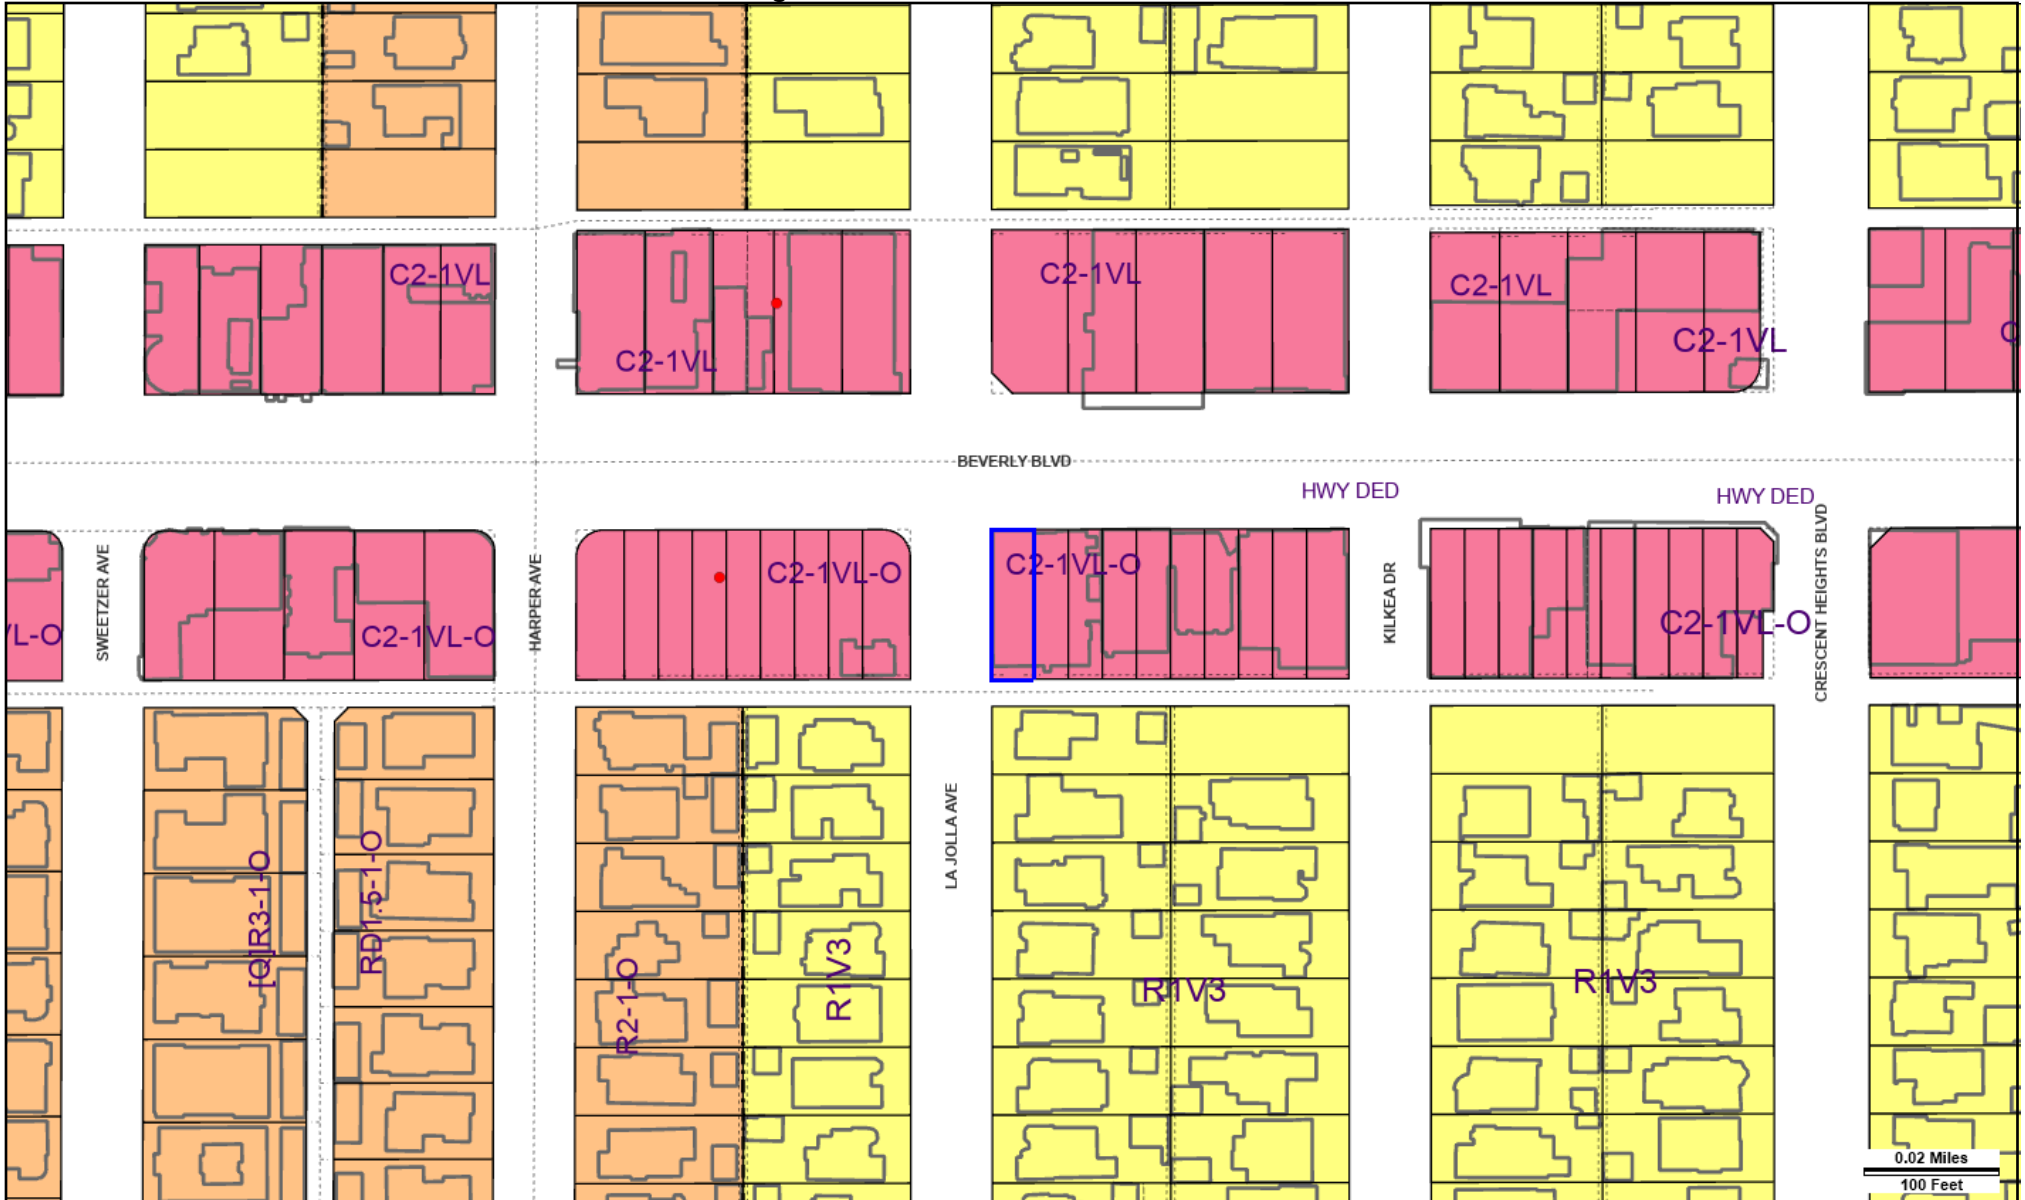 C2-1VL
C2-1VL
C2-1VL
C2-1VL
C2-1VL
C
BEVERLY BLVD
HWY DED
HWY DED
SWEETZER AVE
HARPER AVE
KILKEA DR
CRESCENT HEIGHTS BLVD
VL-O
C2-1VL-O
C2-1VL-O
C2-1VL-O
C2-1VL-O
LA JOLLA AVE
[Q]R3-1-O
RD1.5-1-O
R2-1-O
R1V3
R1V3
R1V3
0.02 Miles
100 Feet